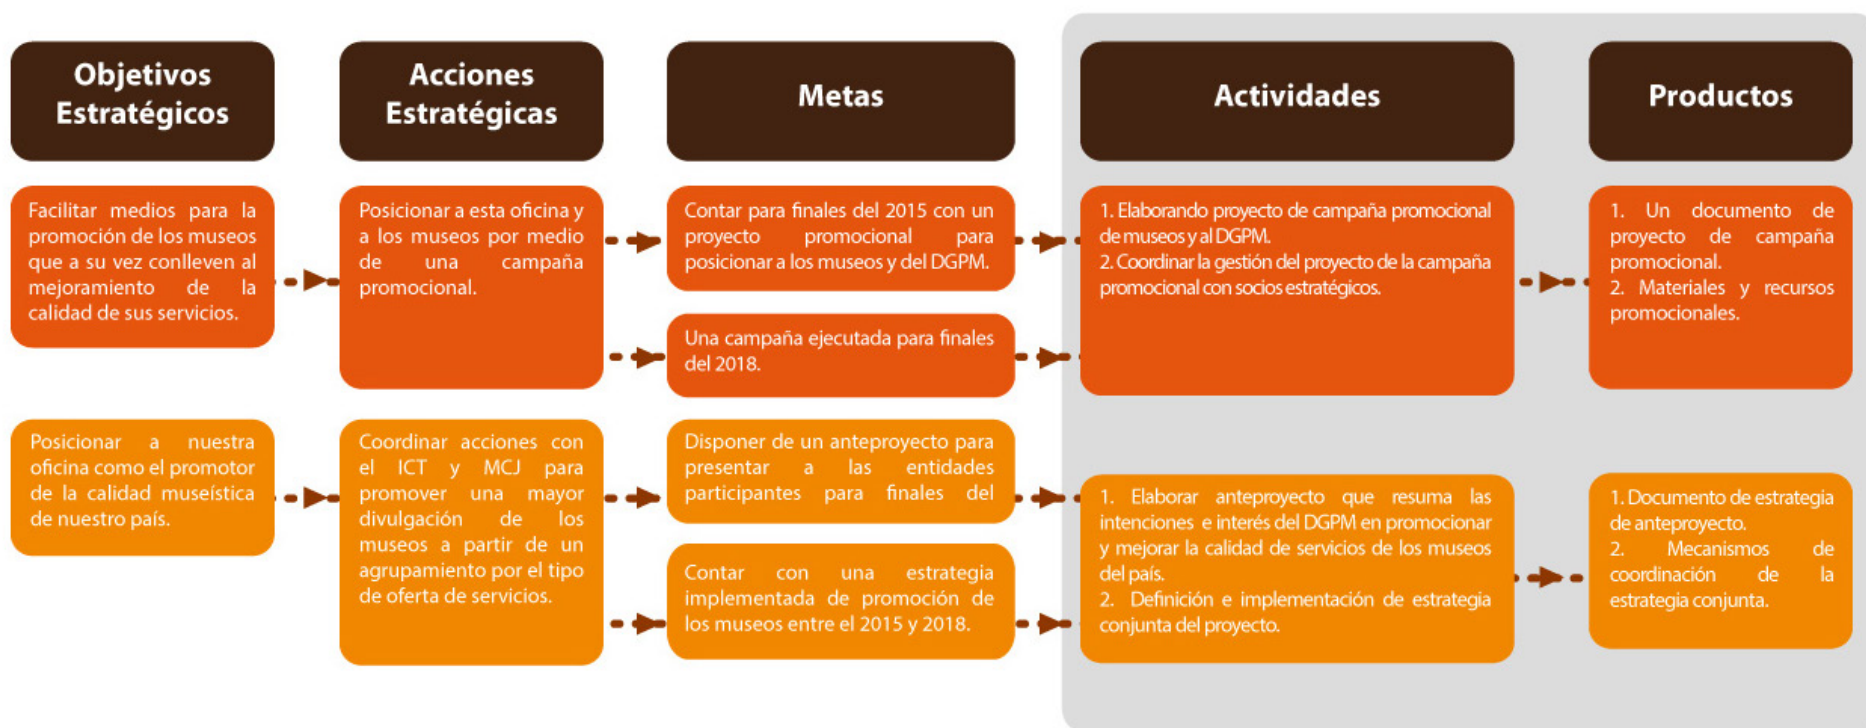 Objetivos
Estratégicos
Acciones
Estratégicas
Metas
Actividades
Productos
Facilitar medios para la
promoción de los museos
que a su vez conlleven al
mejoramiento de la
calidad de sus servicios.
Posicionar a esta oficina y
a los museos por medio
de una campaña
promocional.
Contar para finales del 2015 con un
proyecto promocional para
posicionar a los museos y del DGPM.
Una campaña ejecutada para finales
del 2018.
1. Elaborando proyecto de campaña promocional
de museos y al DGPM.
2. Coordinar la gestión del proyecto de la campaña
promocional con socios estratégicos.
1. Un documento de
proyecto de campaña
promocional.
2. Materiales y recursos
promocionales.
Posicionar a nuestra
oficina como el promotor
de la calidad museística
de nuestro país.
Coordinar acciones con
el ICT y MCJ para
promover una mayor
divulgación de los
museos a partir de un
agrupamiento por el tipo
de oferta de servicios.
Disponer de un anteproyecto para
presentar a las entidades
participantes para finales del
Contar con una estrategia
implementada de promoción de
los museos entre el 2015 y 2018.
1. Elaborar anteproyecto que resuma las
intenciones e interés del DGPM en promocionar
y mejorar la calidad de servicios de los museos
del país.
2. Definición e implementación de estrategia
conjunta del proyecto.
1. Documento de estrategia
de anteproyecto.
2. Mecanismos de
coordinación de la
estrategia conjunta.